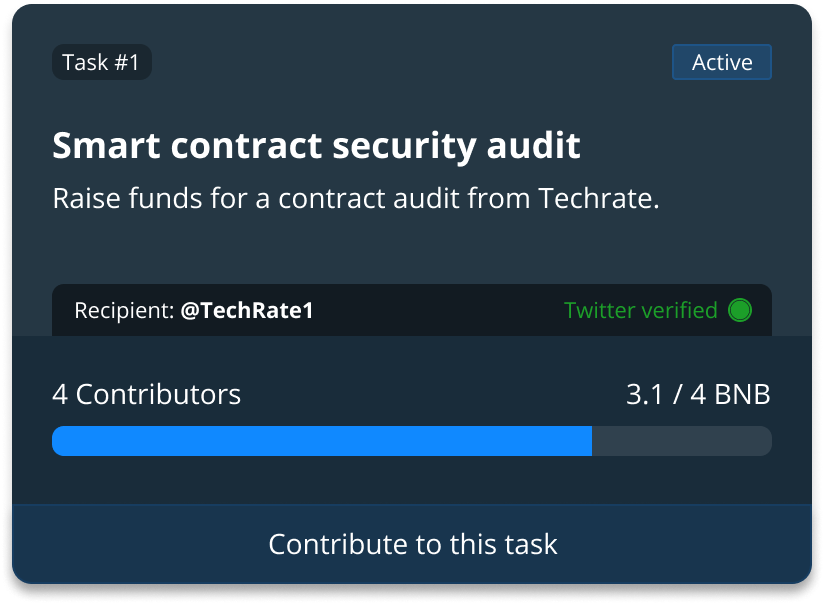 Task #1
Active
Smart contract security audit
Raise funds for a contract audit from Techrate.
Recipient: @TechRate1
Twitter verified
4 Contributors
3.1 / 4 BNB
Contribute to this task